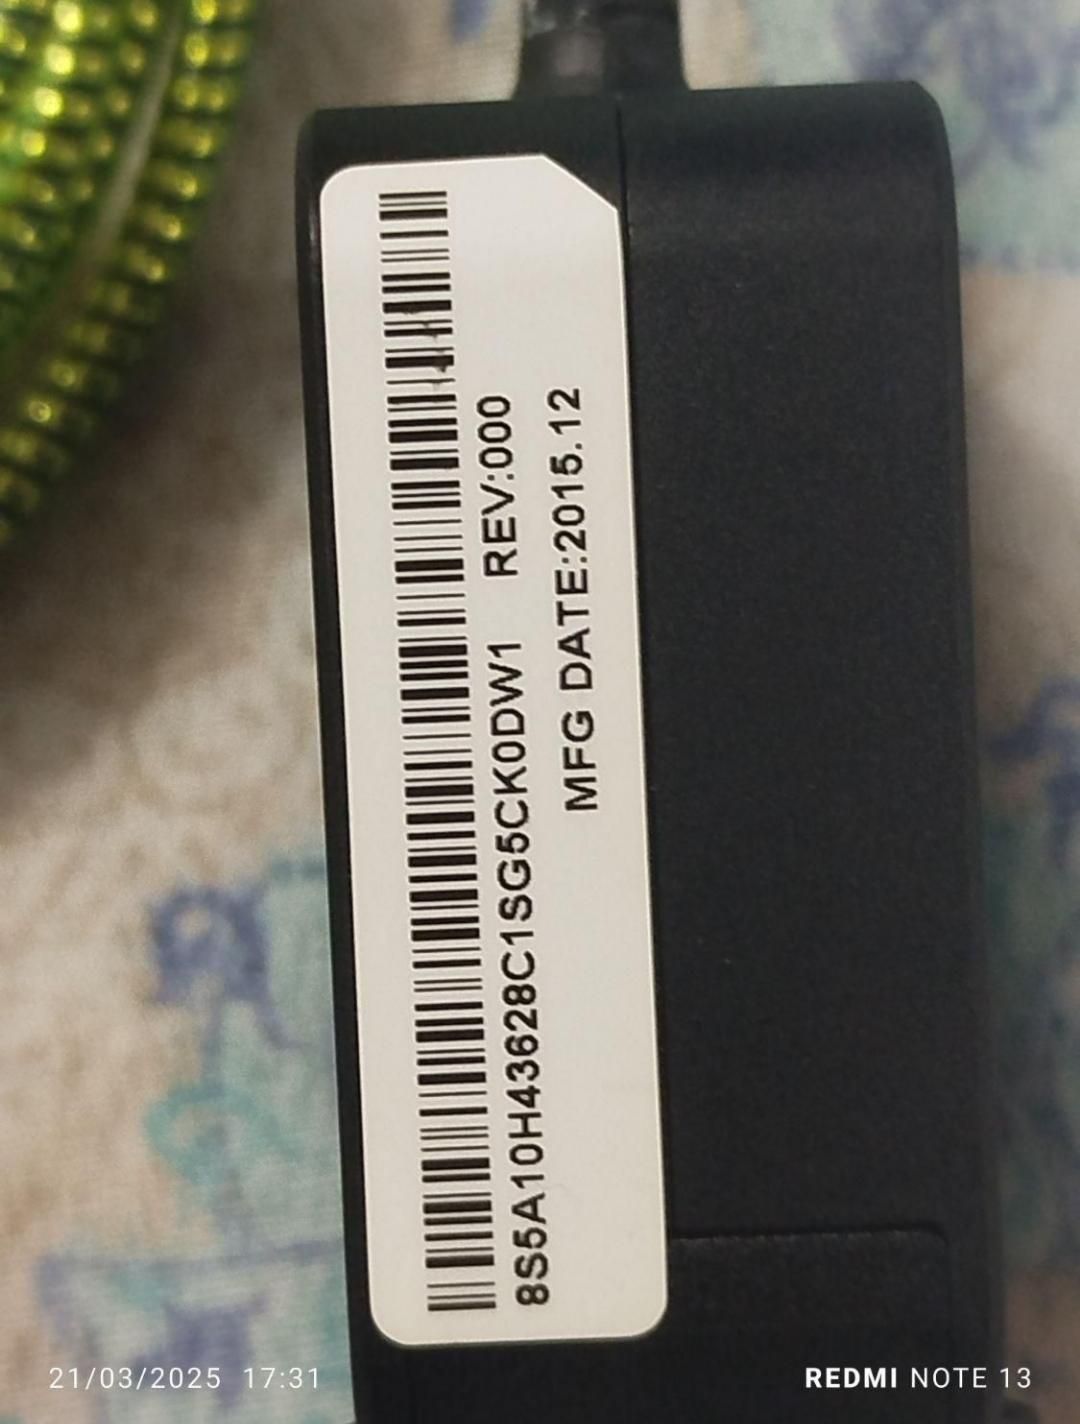 8S5A10H43628C1SG5CK0DW1 REV:000
MFG DATE:2015.12
21/03/2025 17:31
REDMI NOTE 13